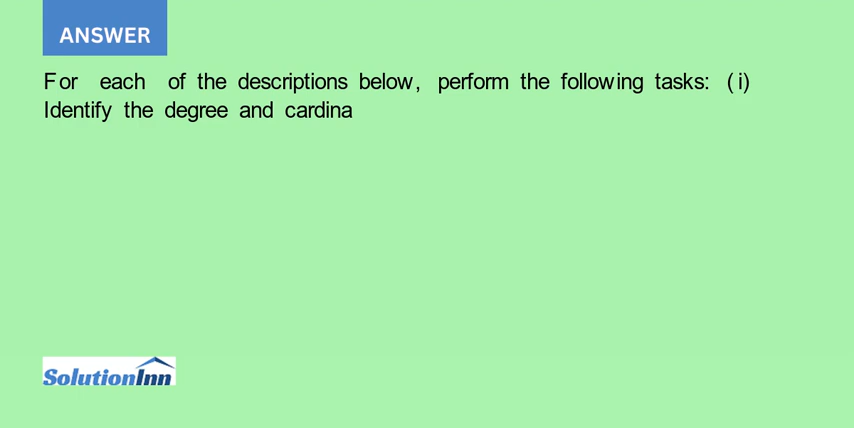 ANSWER
For each of the descriptions below, perform the following tasks: (i)
Identify the degree and cardina
SolutionInn